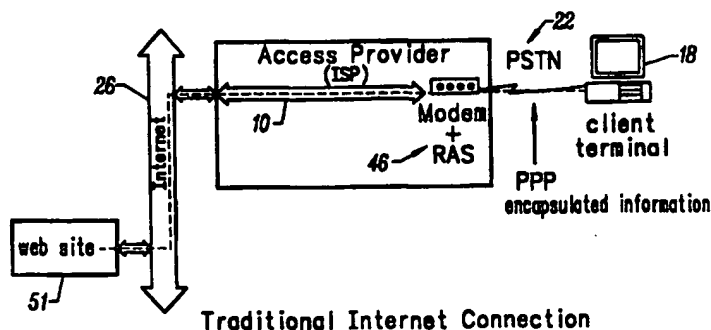 22
Access Provider
(ISP)
PSTN
18
26
10
Modem
+
RAS
46
client
terminal
Internet
PPP
encapsulated information
web site
51
Traditional Internet Connection